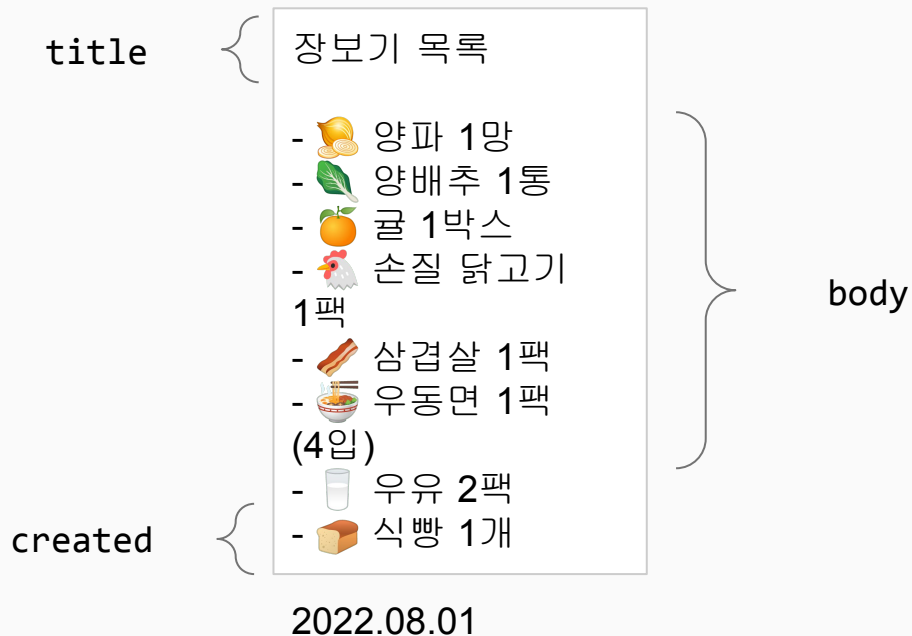 title
장보기 목록
- 🧅 양파 1망
- 🥬 양배추 1통
- 🍊 귤 1박스
- 🐔 손질 닭고기
1팩
- 🥓 삼겹살 1팩
- 🍜 우동면 1팩
(4입)
- 🥛 우유 2팩
- 🍞 식빵 1개
body
created
2022.08.01